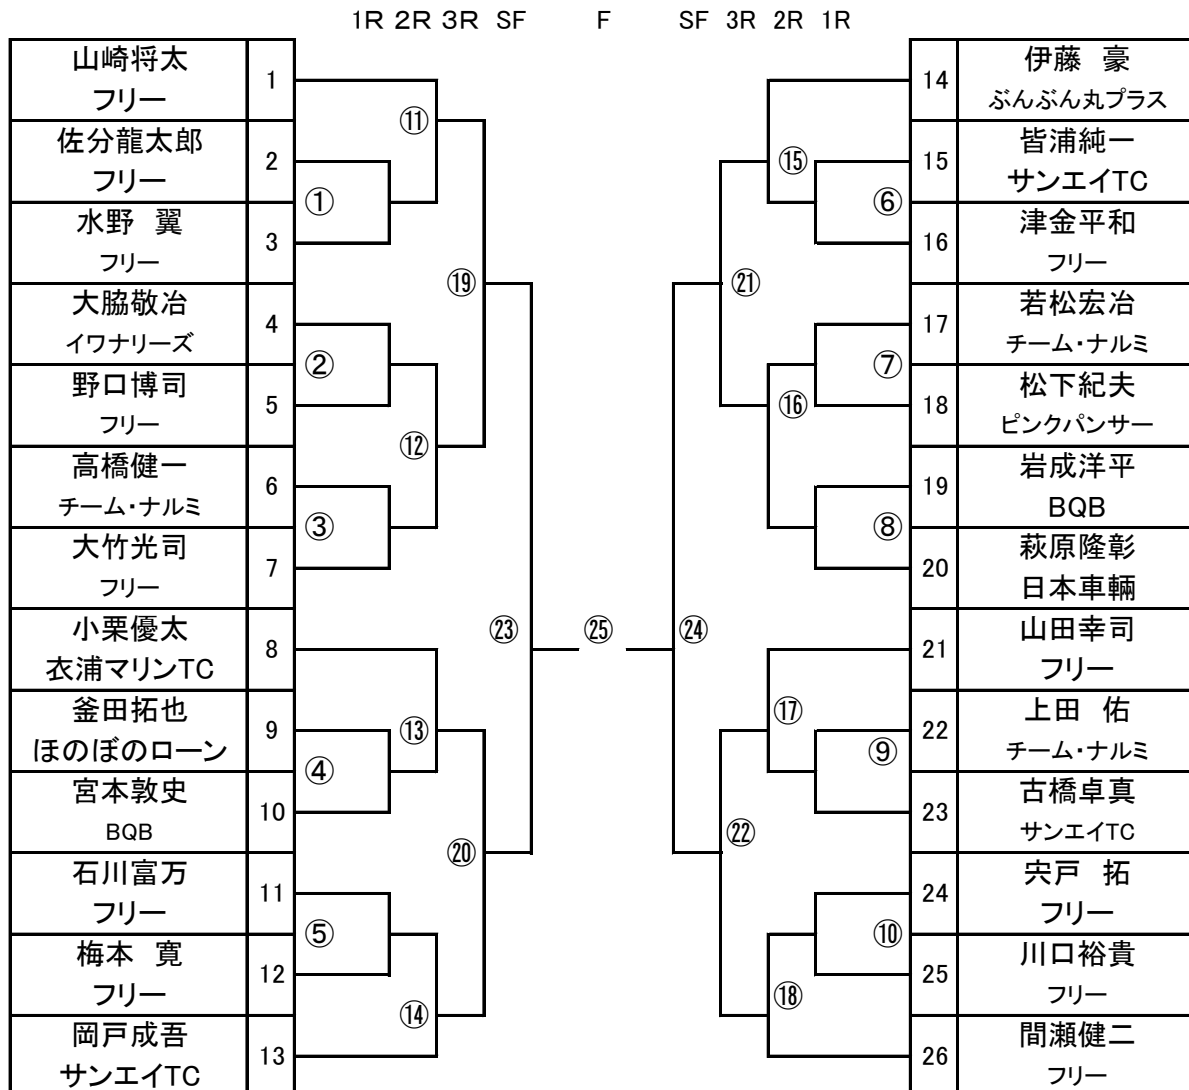 1R 2R 3R SF F SF 3R 2R 1R
山崎将太
フリー
1
佐分龍太郎
フリー
2
水野 翼
フリー
3
大脇敬冶
イワナリーズ
4
野口博司
フリー
5
高橋健一
チーム・ナルミ
6
大竹光司
フリー
7
小栗優太
衣浦マリンTC
8
釜田拓也
ほのぼのローン
9
宮本敦史
BQB
10
石川富万
フリー
11
梅本 寛
フリー
12
岡戸成吾
サンエイTC
13
①
②
③
④
⑤
⑪
⑫
⑬
⑭
⑲
⑳
㉓
㉕
㉔
㉑
㉒
⑮
⑯
⑰
⑱
⑥
⑦
⑧
⑨
⑩
14
伊藤 豪
ぶんぶん丸プラス
15
皆浦純一
サンエイTC
16
津金平和
フリー
17
若松宏冶
チーム・ナルミ
18
松下紀夫
ピンクパンサー
19
岩成洋平
BQB
20
萩原隆彰
日本車輌
21
山田幸司
フリー
22
上田 佑
チーム・ナルミ
23
古橋卓真
サンエイTC
24
宍戸 拓
フリー
25
川口裕貴
フリー
26
間瀬健二
フリー